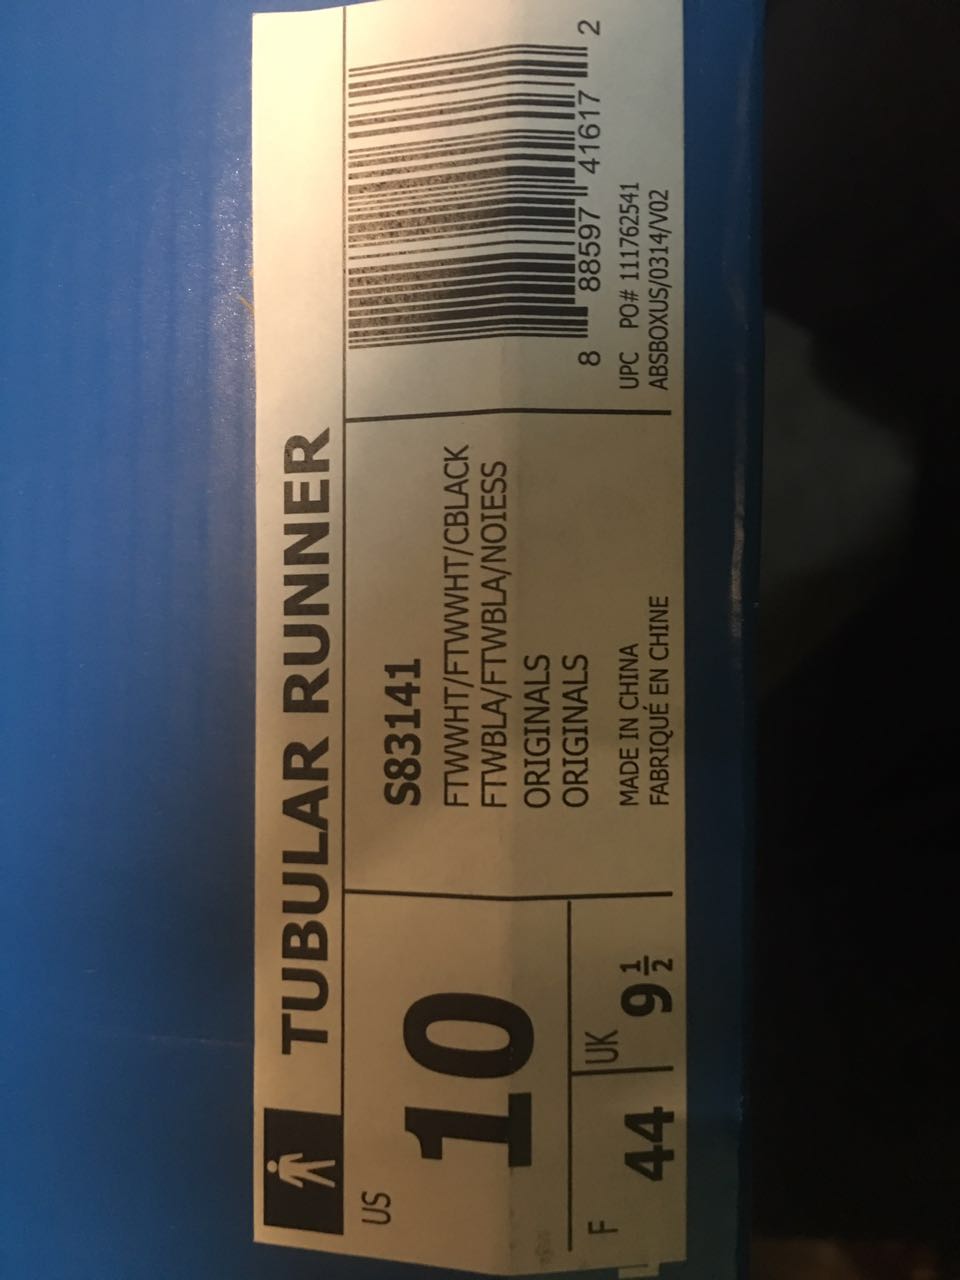 TUBULAR RUNNER
US
10
F
44
UK
9 1/2
S83141
FTWWHT/FTWWHT/CBLACK
FTWBLA/FTWBLA/NOIESS
ORIGINALS
ORIGINALS
MADE IN CHINA
FABRIQUÉ EN CHINE
8 88597 41617 2
UPC PO# 111762541
ABSBOXUS/0314/V02